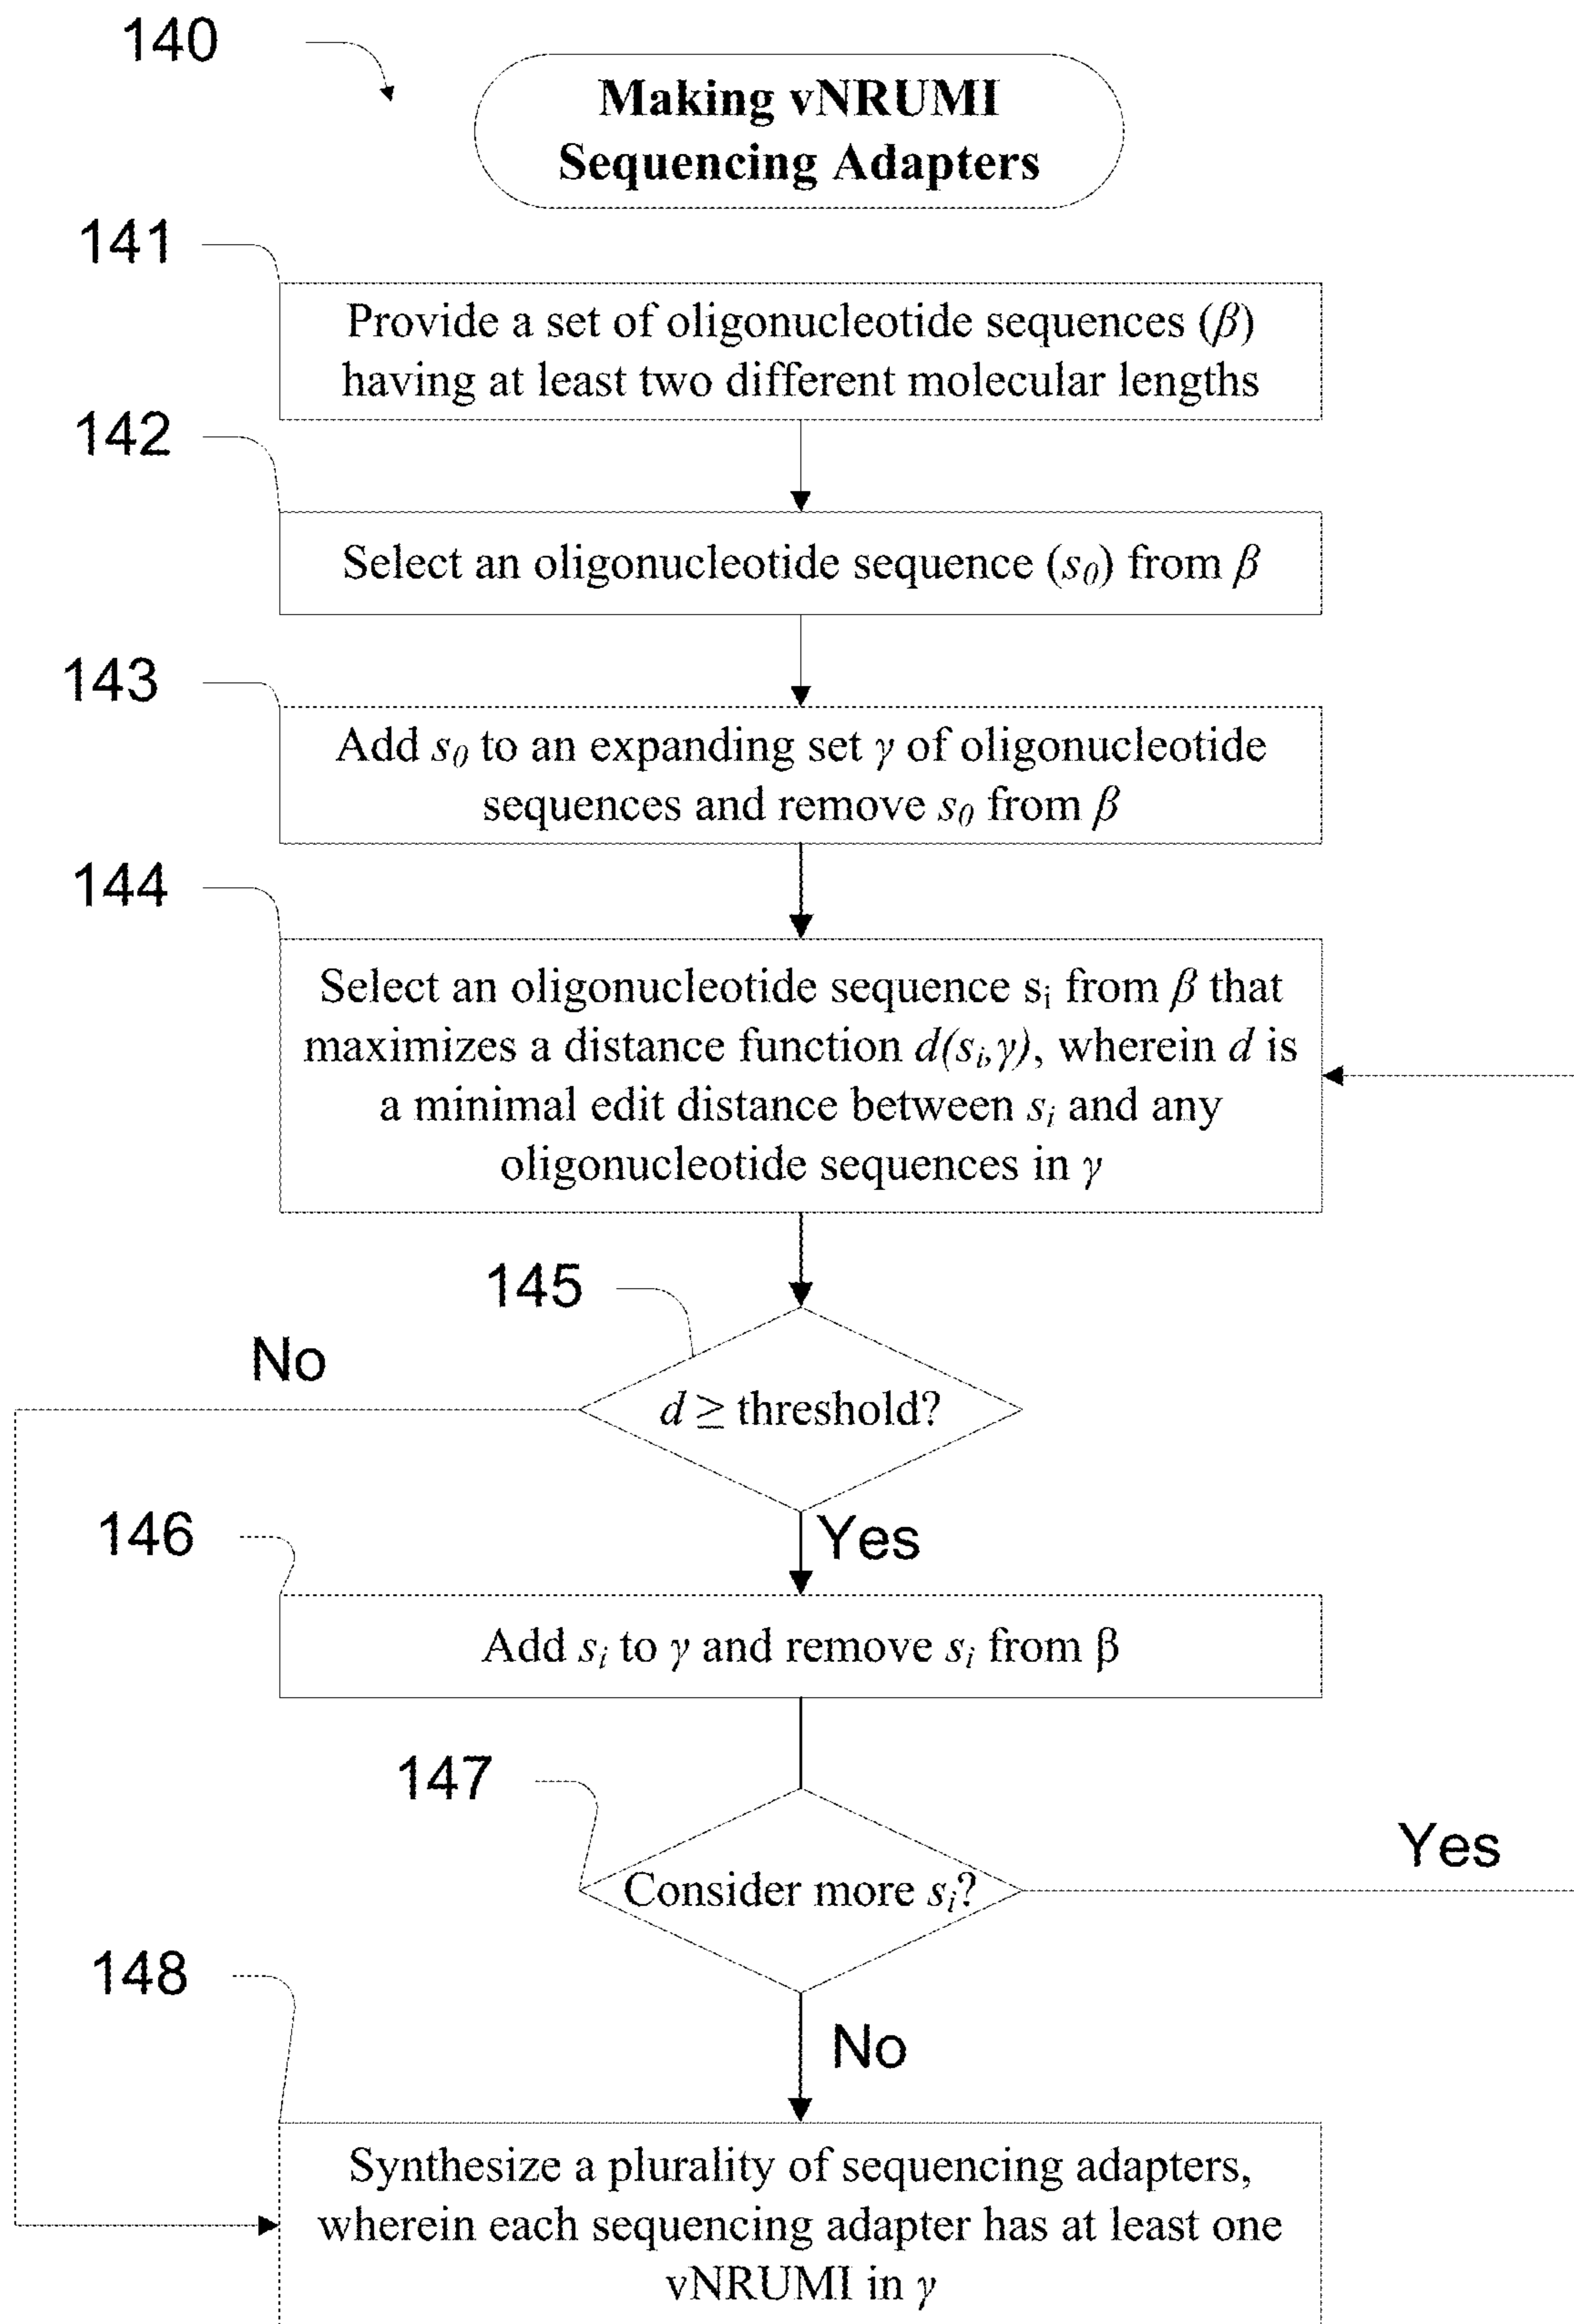 140
Making vNRUMI
Sequencing Adapters
141
Provide a set of oligonucleotide sequences (β)
having at least two different molecular lengths
142
Select an oligonucleotide sequence (s₀) from β
143
Add s₀ to an expanding set γ of oligonucleotide
sequences and remove s₀ from β
144
Select an oligonucleotide sequence sᵢ from β that
maximizes a distance function d(sᵢ,γ), wherein d is
a minimal edit distance between sᵢ and any
oligonucleotide sequences in γ
145
No
d ≥ threshold?
Yes
146
Add sᵢ to γ and remove sᵢ from β
147
Consider more sᵢ?
Yes
No
148
Synthesize a plurality of sequencing adapters,
wherein each sequencing adapter has at least one
vNRUMI in γ